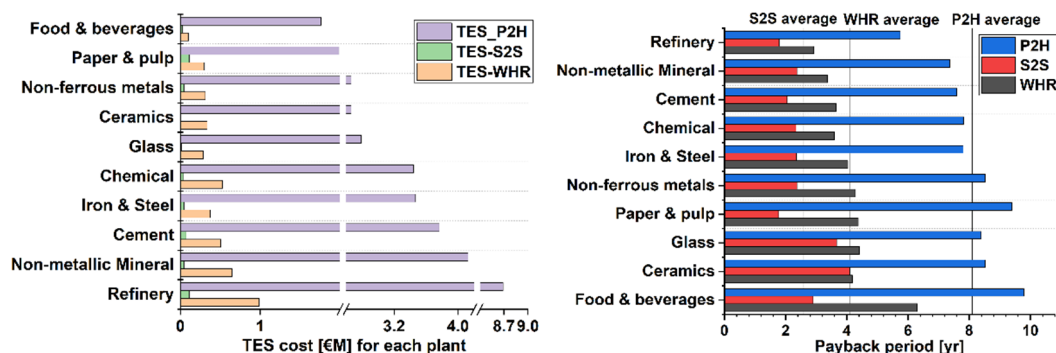 Food & beverages
Paper & pulp
Non-ferrous metals
Ceramics
Glass
Chemical
Iron & Steel
Cement
Non-metallic Mineral
Refinery
TES_P2H
TES-S2S
TES-WHR
0 1 3.2 4.0 8.7 9.0
TES cost [€M] for each plant
S2S average WHR average P2H average
Refinery
Non-metallic Mineral
Cement
Chemical
Iron & Steel
Non-ferrous metals
Paper & pulp
Glass
Ceramics
Food & beverages
P2H
S2S
WHR
0 2 4 6 8 10
Payback period [yr]